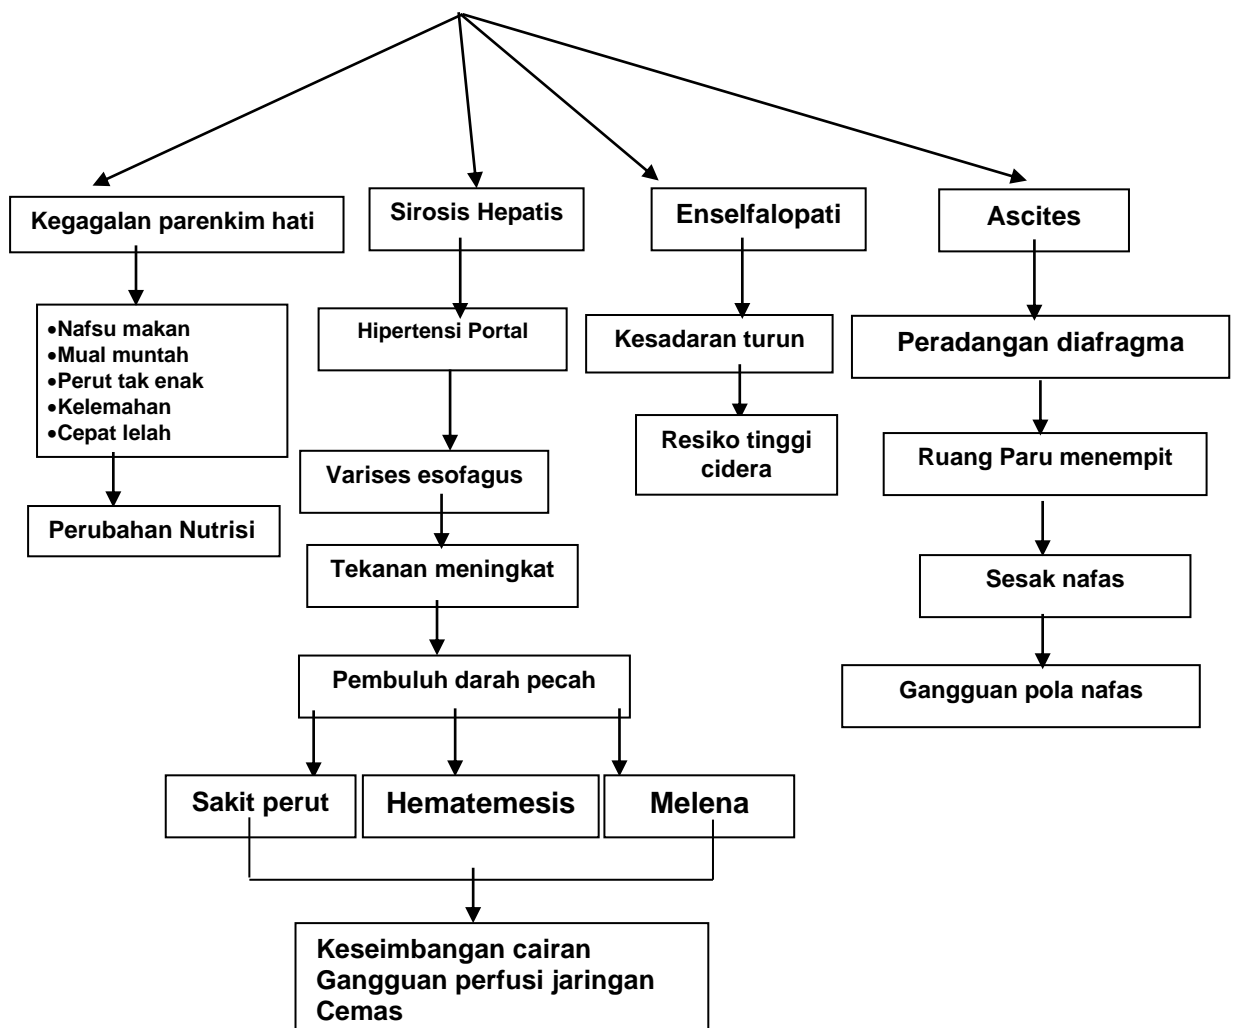 Kegagalan parenkim hati
Sirosis Hepatis
Enselfalopati
Ascites
•Nafsu makan
•Mual muntah
•Perut tak enak
•Kelemahan
•Cepat lelah
Hipertensi Portal
Kesadaran turun
Peradangan diafragma
Resiko tinggi
cidera
Ruang Paru menempit
Varises esofagus
Perubahan Nutrisi
Tekanan meningkat
Sesak nafas
Pembuluh darah pecah
Gangguan pola nafas
Sakit perut
Hematemesis
Melena
Keseimbangan cairan
Gangguan perfusi jaringan
Cemas